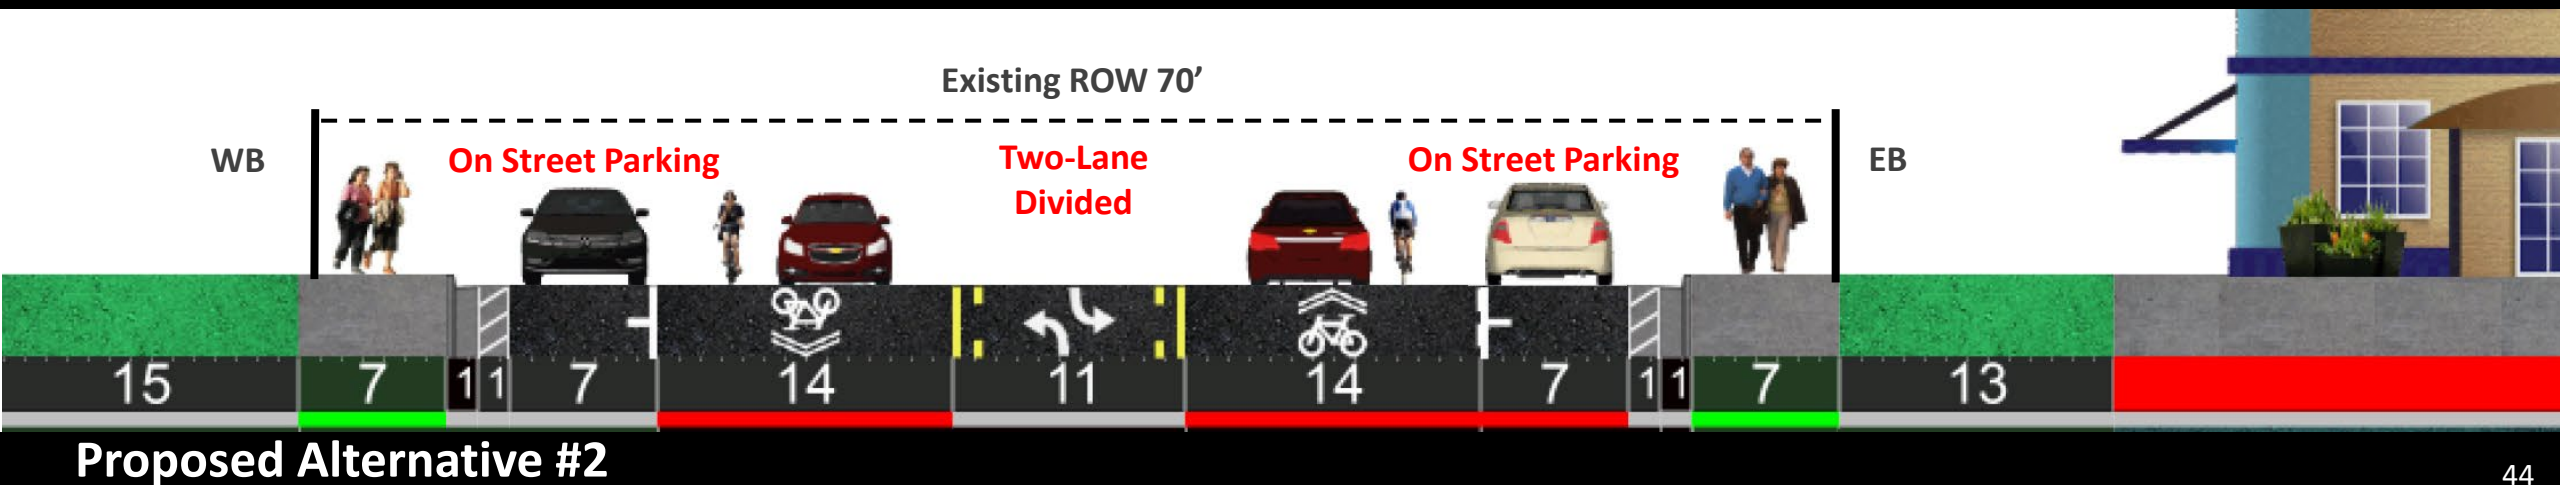 Existing ROW 70’
WB
On Street Parking
Two-Lane
Divided
On Street Parking
EB
15 7 1 1 7 14 11 14 7 1 1 7 13
Proposed Alternative #2
44